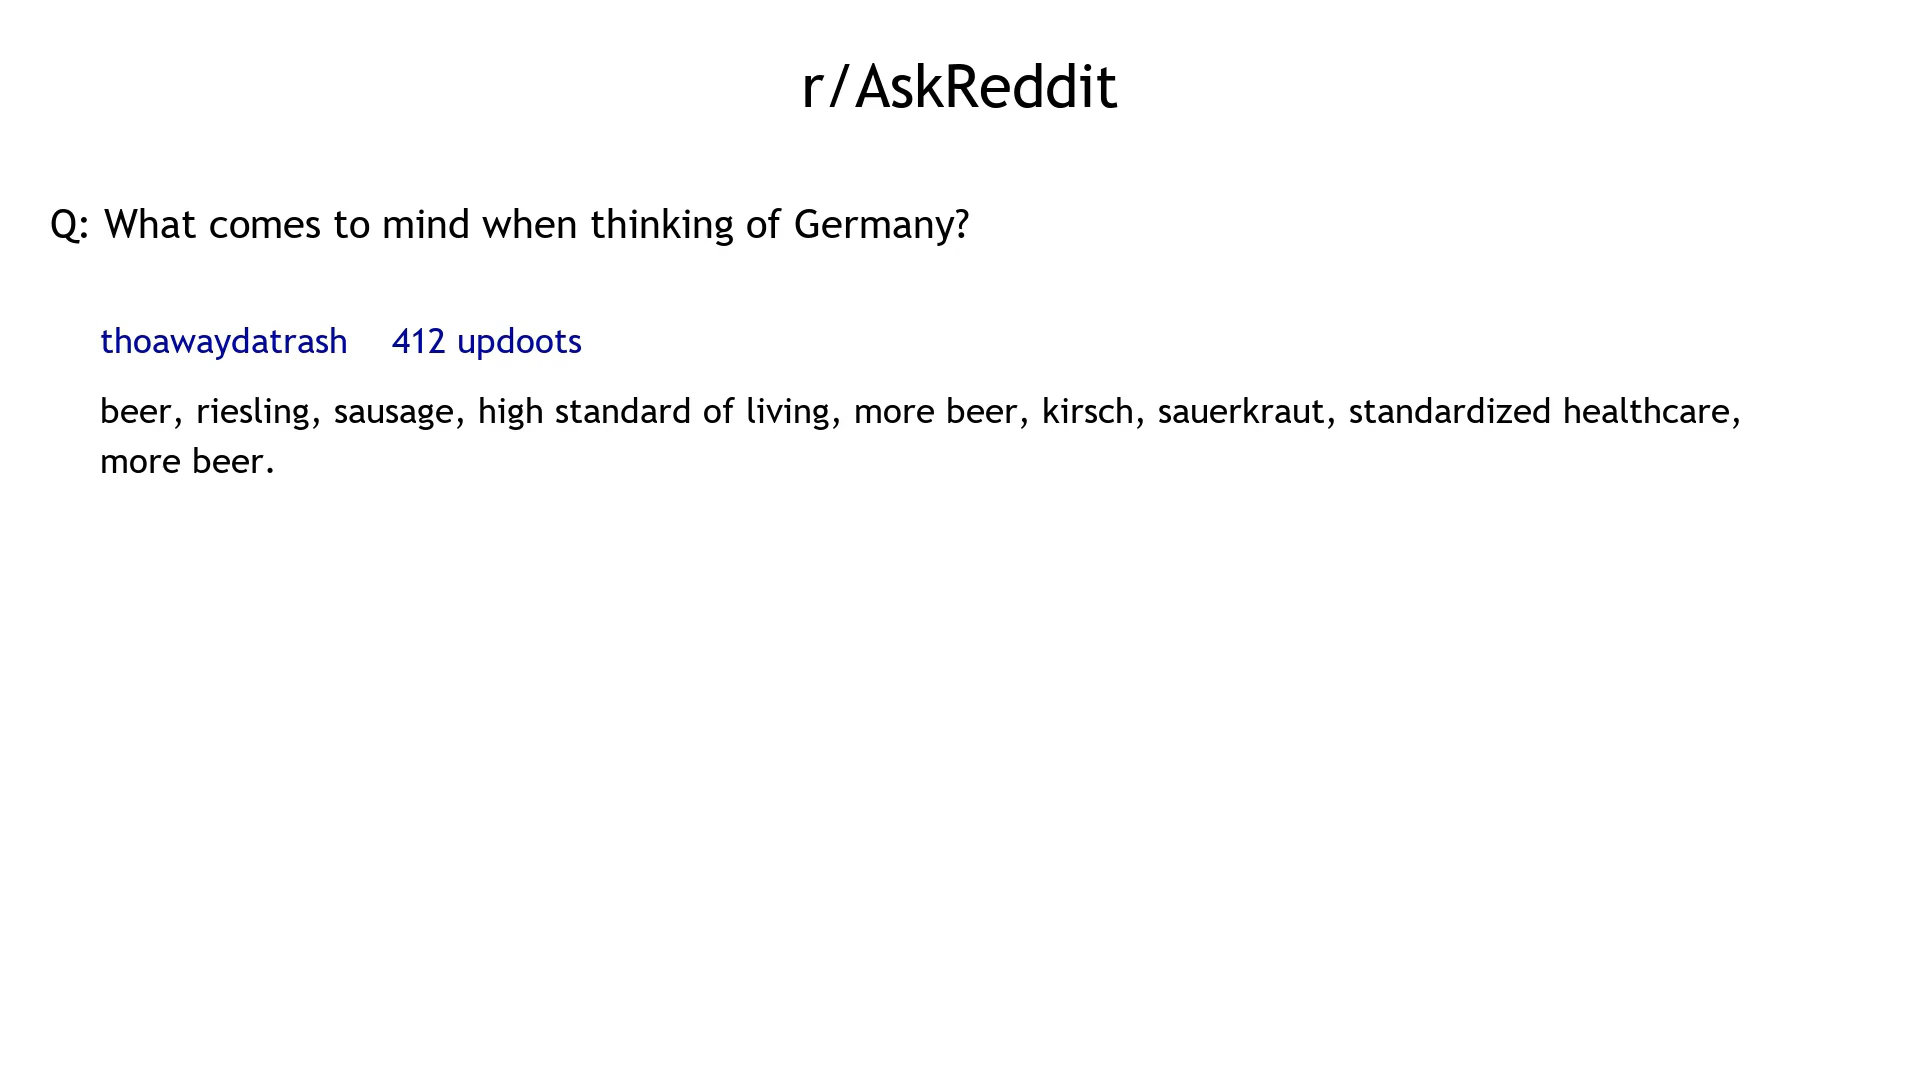 r/AskReddit
Q: What comes to mind when thinking of Germany?
thoawaydatrash 412 updoots
beer, riesling, sausage, high standard of living, more beer, kirsch, sauerkraut, standardized healthcare,
more beer.